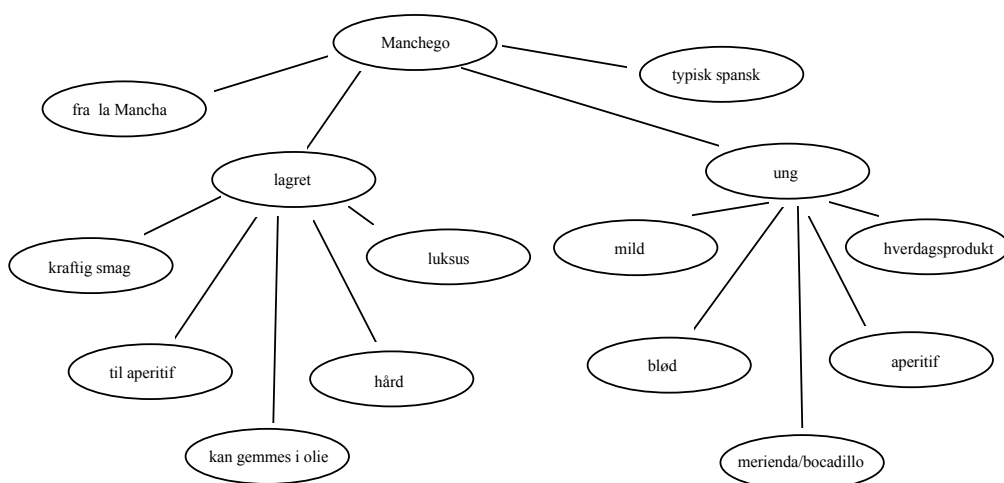 Manchego
typisk spansk
fra la Mancha
lagret
ung
kraftig smag
luksus
mild
hverdagsprodukt
til aperitif
hård
blød
aperitif
kan gemmes i olie
merienda/bocadillo